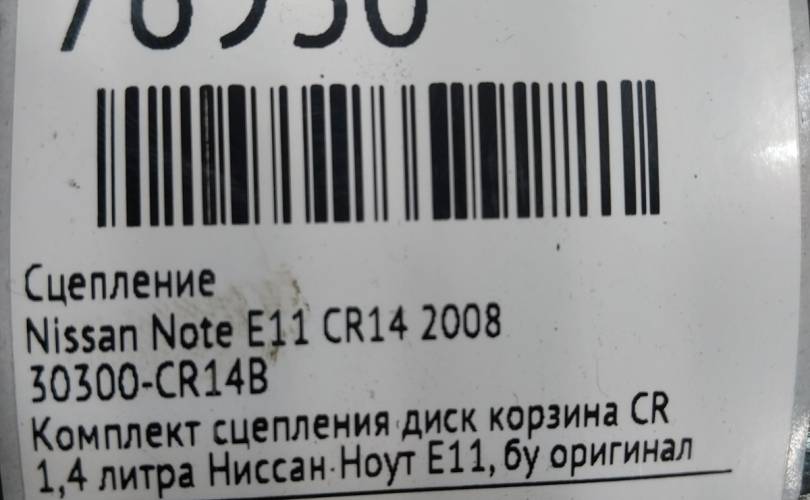 Сцепление
Nissan Note E11 CR14 2008
30300-CR14B
Комплект сцепления диск корзина CR
1,4 литра Ниссан Ноут Е11, бу оригинал